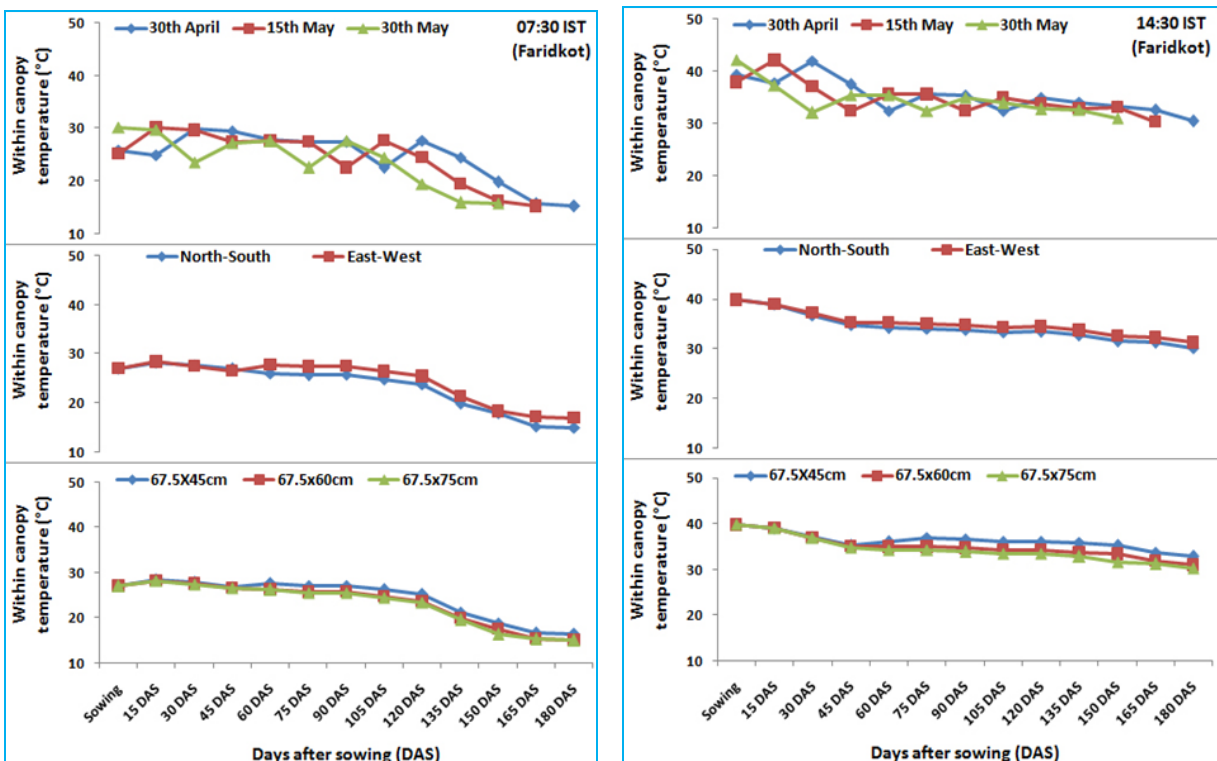 30th April 15th May 30th May 07:30 IST
(Faridkot)
Within canopy
temperature (°C)
50
40
30
20
10
North-South East-West
Within canopy
temperature (°C)
50
40
30
20
10
67.5X45cm 67.5x60cm 67.5x75cm
Within canopy
temperature (°C)
50
40
30
20
10
Sowing
15 DAS
30 DAS
45 DAS
60 DAS
75 DAS
90 DAS
105 DAS
120 DAS
135 DAS
150 DAS
165 DAS
180 DAS
Days after sowing (DAS)
30th April 15th May 30th May 14:30 IST
(Faridkot)
Within canopy
temperature (°C)
50
40
30
20
10
North-South East-West
Within canopy
temperature (°C)
50
40
30
20
10
67.5X45cm 67.5x60cm 67.5x75cm
Within canopy
temperature (°C)
50
40
30
20
10
Sowing
15 DAS
30 DAS
45 DAS
60 DAS
75 DAS
90 DAS
105 DAS
120 DAS
135 DAS
150 DAS
165 DAS
180 DAS
Days after sowing (DAS)